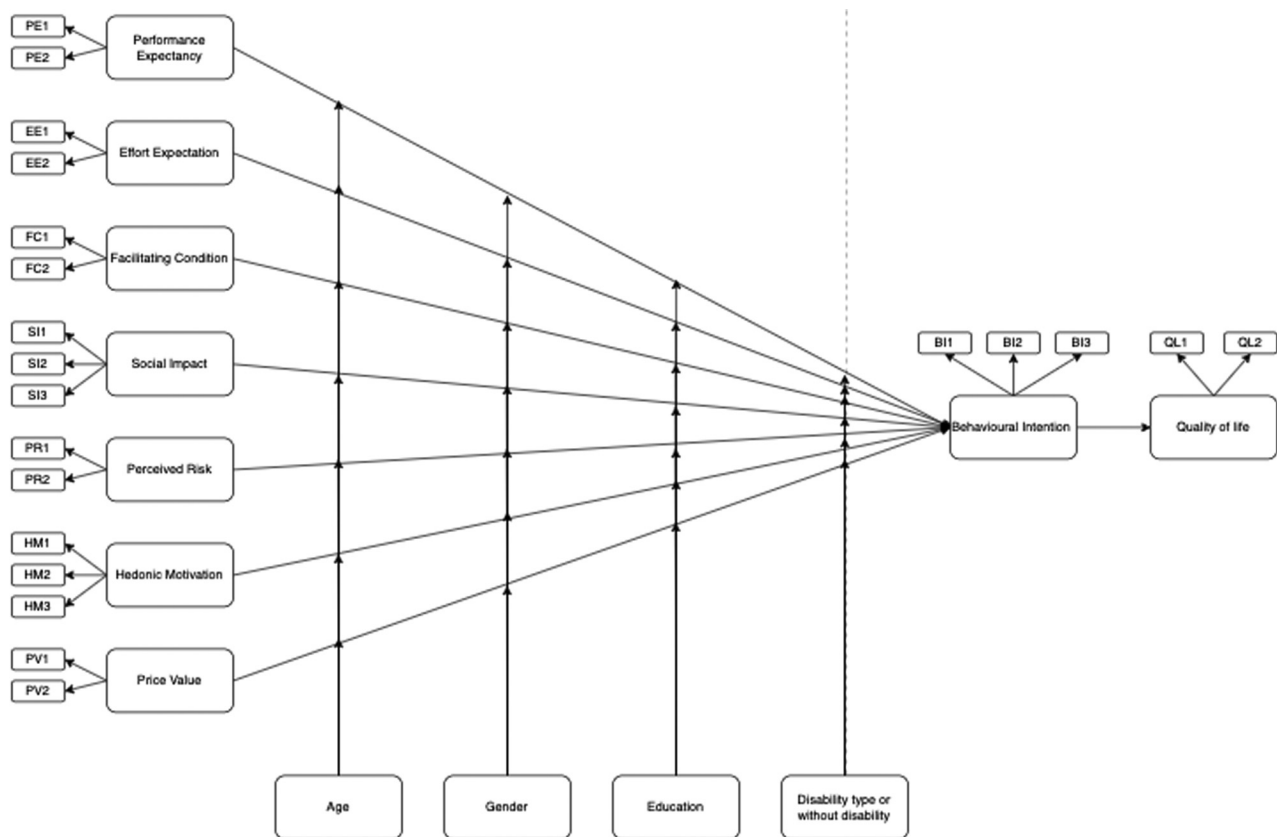 PE1
PE2
Performance
Expectancy
EE1
EE2
Effort Expectation
FC1
FC2
Facilitating Condition
SI1
SI2
SI3
Social Impact
BI1
BI2
BI3
QL1
QL2
Behavioural Intention
Quality of life
PR1
PR2
Perceived Risk
HM1
HM2
HM3
Hedonic Motivation
PV1
PV2
Price Value
Age
Gender
Education
Disability type or
without disability